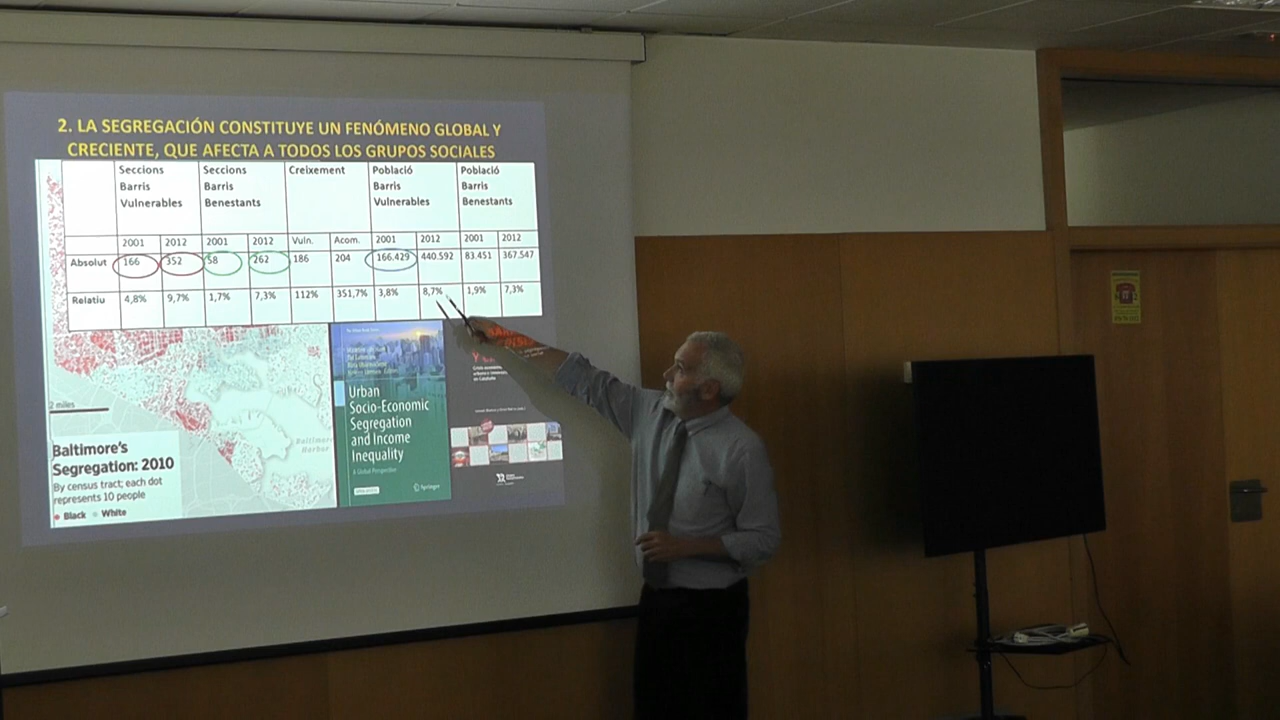 2. LA SEGREGACIÓN CONSTITUYE UN FENÓMENO GLOBAL Y
CRECIENTE, QUE AFECTA A TODOS LOS GRUPOS SOCIALES
Seccions Barris Vulnerables
Seccions Barris Benestants
Creixement
Població Barris Vulnerables
Població Barris Benestants
2001 2012 2001 2012 Vuln. Acom. 2001 2012 2001 2012
Absolut 166 352 58 262 186 204 166.429 440.592 83.451 367.547
Relatiu 4,8% 9,7% 1,7% 7,3% 112% 351,7% 3,8% 8,7% 1,9% 7,3%
2 miles
Baltimore
Harbor
Baltimore's
Segregation: 2010
By census tract; each dot
represents 10 people
Black White
Urban
Socio-Economic
Segregation
and Income
Inequality
A Global Perspective
Springer